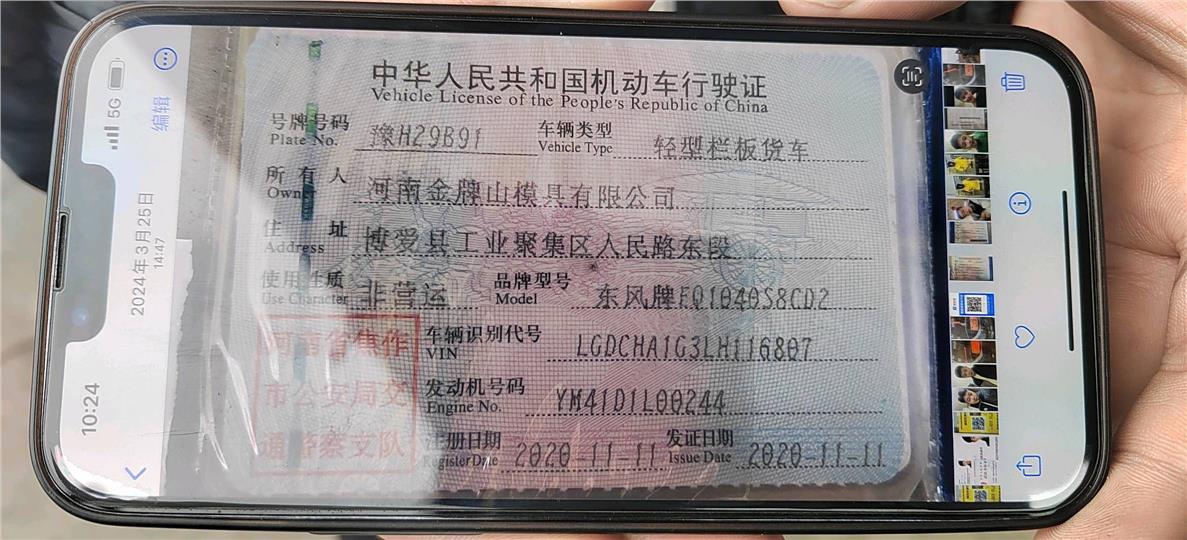 中华人民共和国机动车行驶证
Vehicle License of the People's Republic of China
号牌号码 豫H29B91 车辆类型 轻型栏板货车
Plate No. Vehicle Type
所有人 河南金牌山模具有限公司
Owner
住址 博爱县工业聚集区人民路东段
Address
使用性质 非营运 品牌型号 东风牌EQ1040S8CD2
Use Character Model
河南省焦作
市公安局交
通警察支队
车辆识别代号 LGDCHA1G3LH116807
VIN
发动机号码 YM41D1L00244
Engine No.
注册日期 2020-11-11 发证日期 2020-11-11
Register Date Issue Date
10:24
2024年3月25日
14:47
5G
编辑